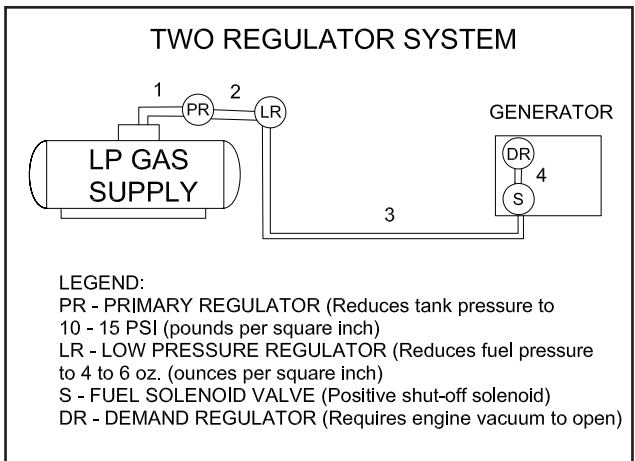 TWO REGULATOR SYSTEM
1
2
PR
LR
GENERATOR
LP GAS
SUPPLY
DR
4
S
3
LEGEND:
PR - PRIMARY REGULATOR (Reduces tank pressure to
10 - 15 PSI (pounds per square inch)
LR - LOW PRESSURE REGULATOR (Reduces fuel pressure
to 4 to 6 oz. (ounces per square inch)
S - FUEL SOLENOID VALVE (Positive shut-off solenoid)
DR - DEMAND REGULATOR (Requires engine vacuum to open)